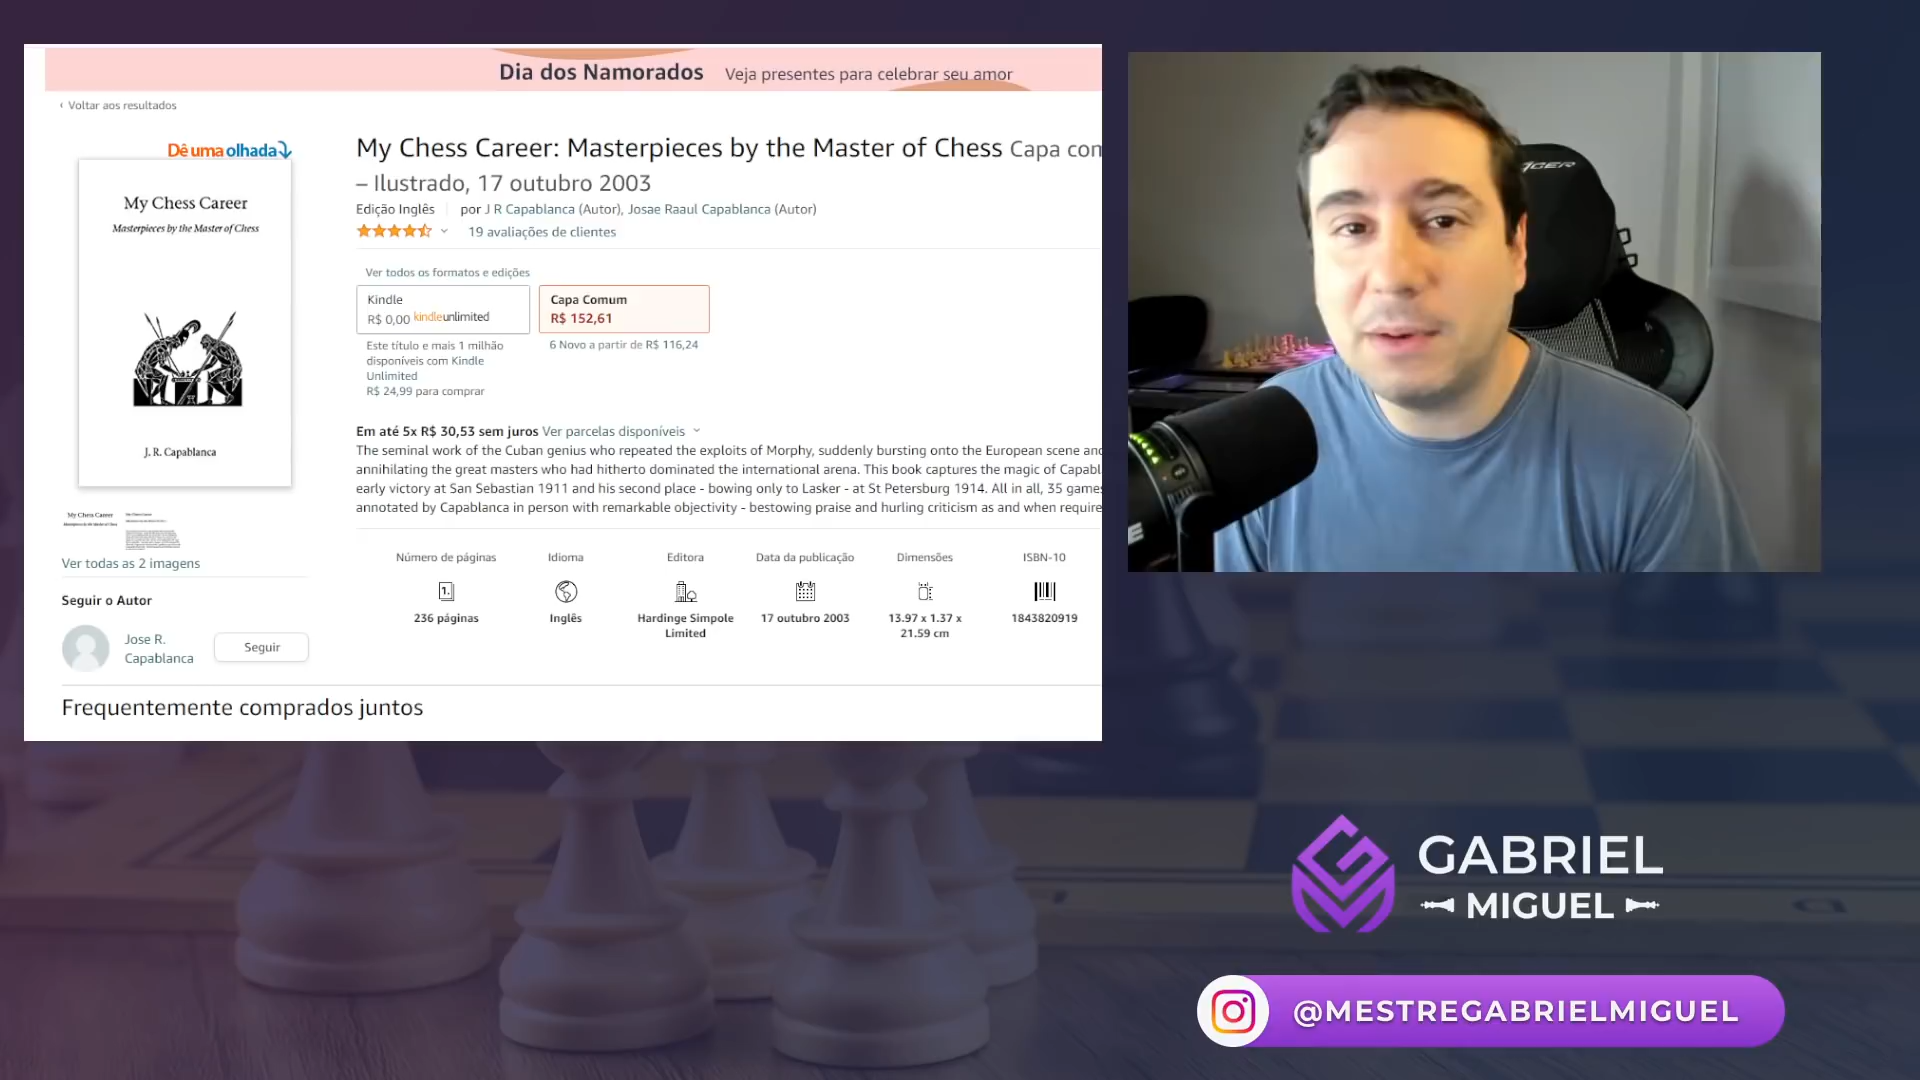 Dia dos Namorados Veja presentes para celebrar seu amor
‹ Voltar aos resultados
Dê uma olhada
My Chess Career
Masterpieces by the Master of Chess
J. R. Capablanca
My Chess Career
Ver todas as 2 imagens
Seguir o Autor
Jose R.
Capablanca
Seguir
My Chess Career: Masterpieces by the Master of Chess Capa com
– Ilustrado, 17 outubro 2003
Edição Inglês por J R Capablanca (Autor), Josae Raaul Capablanca (Autor)
19 avaliações de clientes
Ver todos os formatos e edições
Kindle
R$ 0,00 kindleunlimited
Este título e mais 1 milhão
disponíveis com Kindle
Unlimited
R$ 24,99 para comprar
Capa Comum
R$ 152,61
6 Novo a partir de R$ 116,24
Em até 5x R$ 30,53 sem juros Ver parcelas disponíveis
The seminal work of the Cuban genius who repeated the exploits of Morphy, suddenly bursting onto the European scene and
annihilating the great masters who had hitherto dominated the international arena. This book captures the magic of Capabl
early victory at San Sebastian 1911 and his second place - bowing only to Lasker - at St Petersburg 1914. All in all, 35 games
annotated by Capablanca in person with remarkable objectivity - bestowing praise and hurling criticism as and when require
Número de páginas
236 páginas
Idioma
Inglês
Editora
Hardinge Simpole
Limited
Data da publicação
17 outubro 2003
Dimensões
13.97 x 1.37 x
21.59 cm
ISBN-10
1843820919
Frequentemente comprados juntos
GABRIEL
MIGUEL
@MESTREGABRIELMIGUEL